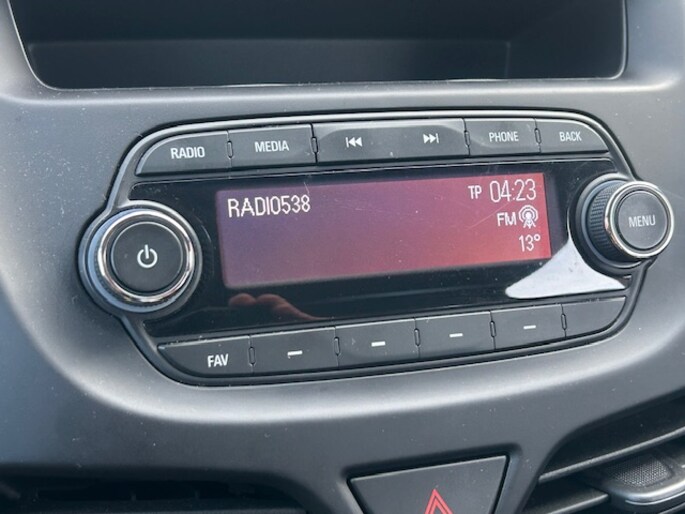 RADIO MEDIA PHONE BACK
RADIO538 TP 04:23
FM
13°
MENU
FAV